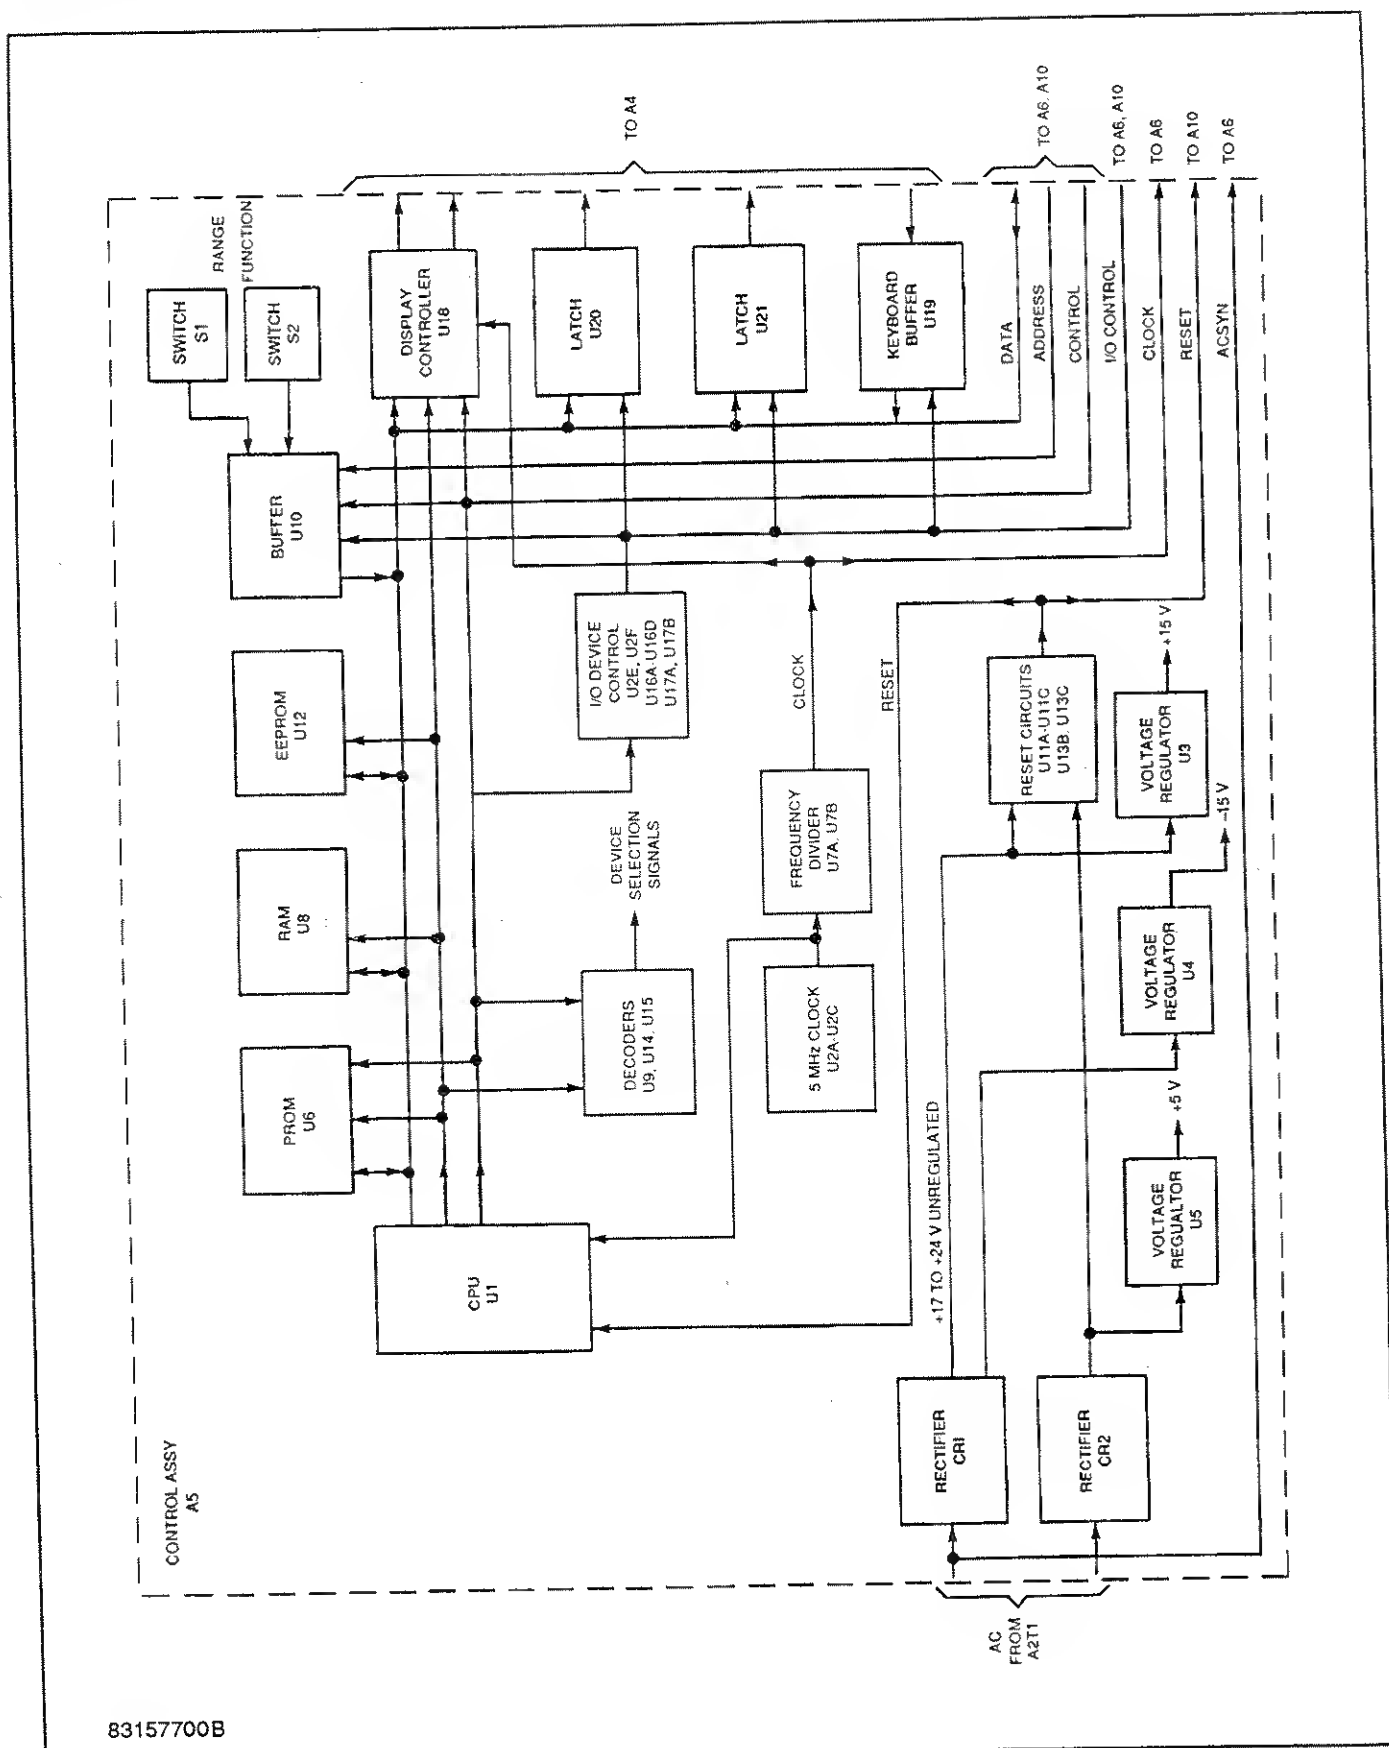 CONTROL ASSY
A5
SWITCH
S1
RANGE
SWITCH
S2
FUNCTION
PROM
U6
RAM
U8
EEPROM
U12
BUFFER
U10
CPU
U1
DISPLAY
CONTROLLER
U18
LATCH
U20
LATCH
U21
KEYBOARD
BUFFER
U19
TO A4
DECODERS
U9, U14, U15
DEVICE
SELECTION
SIGNALS
I/O DEVICE
CONTROL
U2E, U2F
U16A-U16D
U17A, U17B
5 MHz CLOCK
U2A-U2C
FREQUENCY
DIVIDER
U7A, U7B
CLOCK
RESET
DATA
ADDRESS
CONTROL
TO A6, A10
I/O CONTROL
TO A6, A10
CLOCK
TO A6
RESET
TO A10
ACSYN
TO A6
AC
FROM
A2T1
RECTIFIER
CR1
RECTIFIER
CR2
+17 TO +24 V UNREGULATED
RESET CIRCUITS
U11A-U11C
U13B, U13C
VOLTAGE
REGUALTOR
U5
+5 V
VOLTAGE
REGULATOR
U4
-15 V
VOLTAGE
REGULATOR
U3
+15 V
83157700B